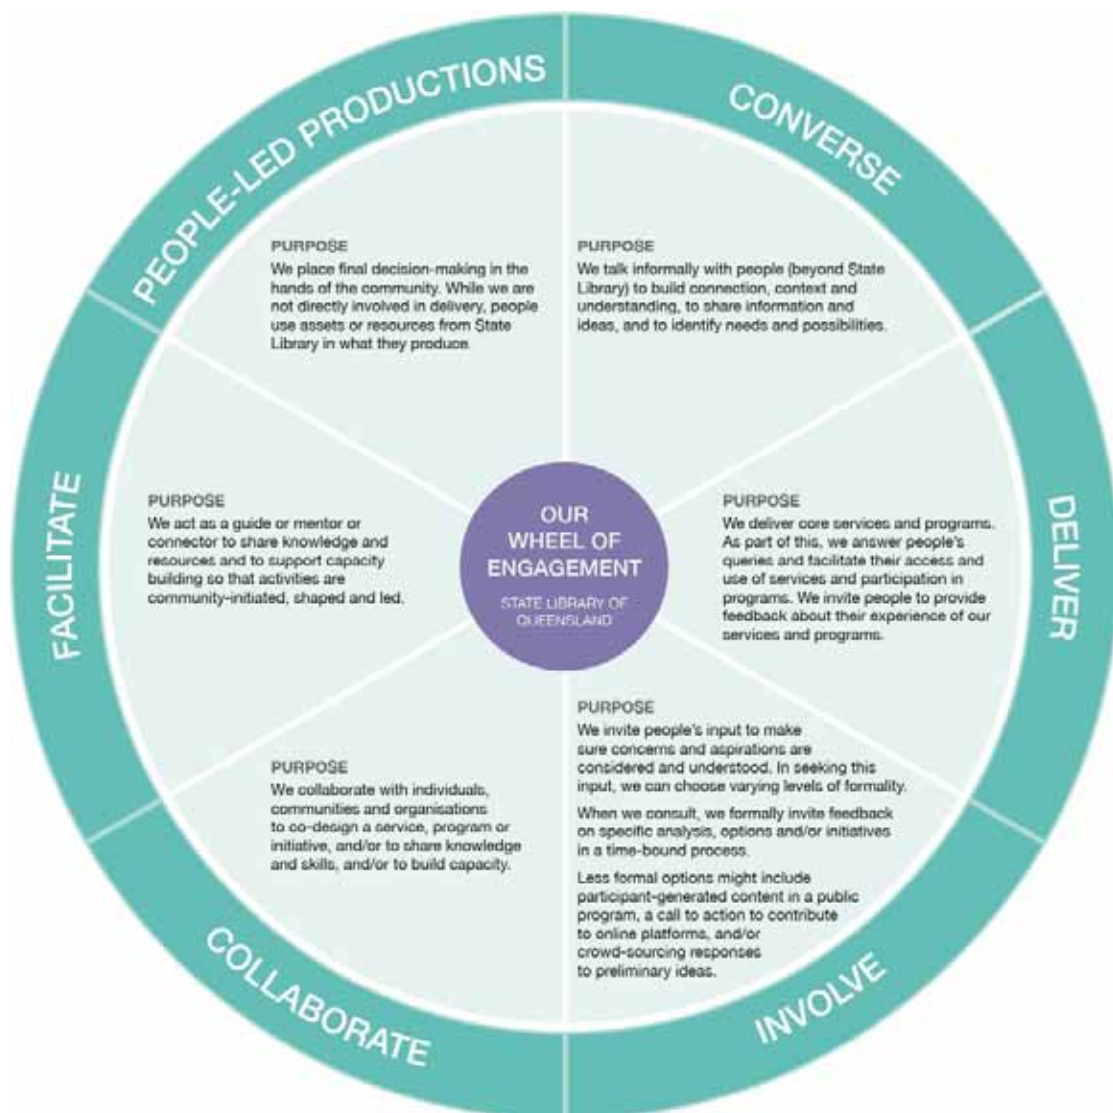 OUR
WHEEL OF
ENGAGEMENT
STATE LIBRARY OF
QUEENSLAND
CONVERSE
PURPOSE
We talk informally with people (beyond State
Library) to build connection, context and
understanding, to share information and
ideas, and to identify needs and possibilities.
DELIVER
PURPOSE
We deliver core services and programs.
As part of this, we answer people's
queries and facilitate their access and
use of services and participation in
programs. We invite people to provide
feedback about their experience of our
services and programs.
INVOLVE
PURPOSE
We invite people's input to make
sure concerns and aspirations are
considered and understood. In seeking this
input, we can choose varying levels of formality.
When we consult, we formally invite feedback
on specific analysis, options and/or initiatives
in a time-bound process.
Less formal options might include
participant-generated content in a public
program, a call to action to contribute
to online platforms, and/or
crowd-sourcing responses
to preliminary ideas.
COLLABORATE
PURPOSE
We collaborate with individuals,
communities and organisations
to co-design a service, program or
initiative, and/or to share knowledge
and skills, and/or to build capacity.
FACILITATE
PURPOSE
We act as a guide or mentor or
connector to share knowledge and
resources and to support capacity
building so that activities are
community-initiated, shaped and led.
PEOPLE-LED PRODUCTIONS
PURPOSE
We place final decision-making in the
hands of the community. While we are
not directly involved in delivery, people
use assets or resources from State
Library in what they produce.